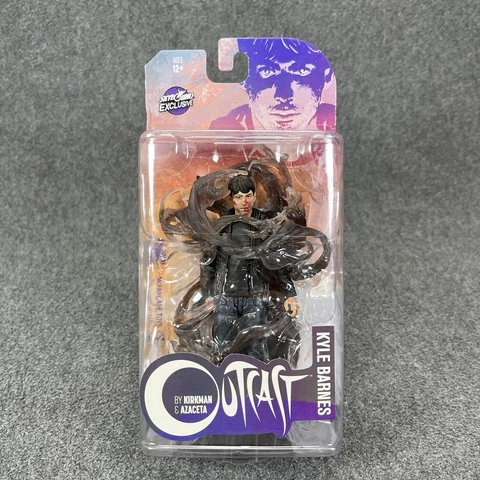 AGES
12+
SKYBOUND
EXCLUSIVE
KYLE BARNES
BY KIRKMAN
& AZACETA
OUTCAST